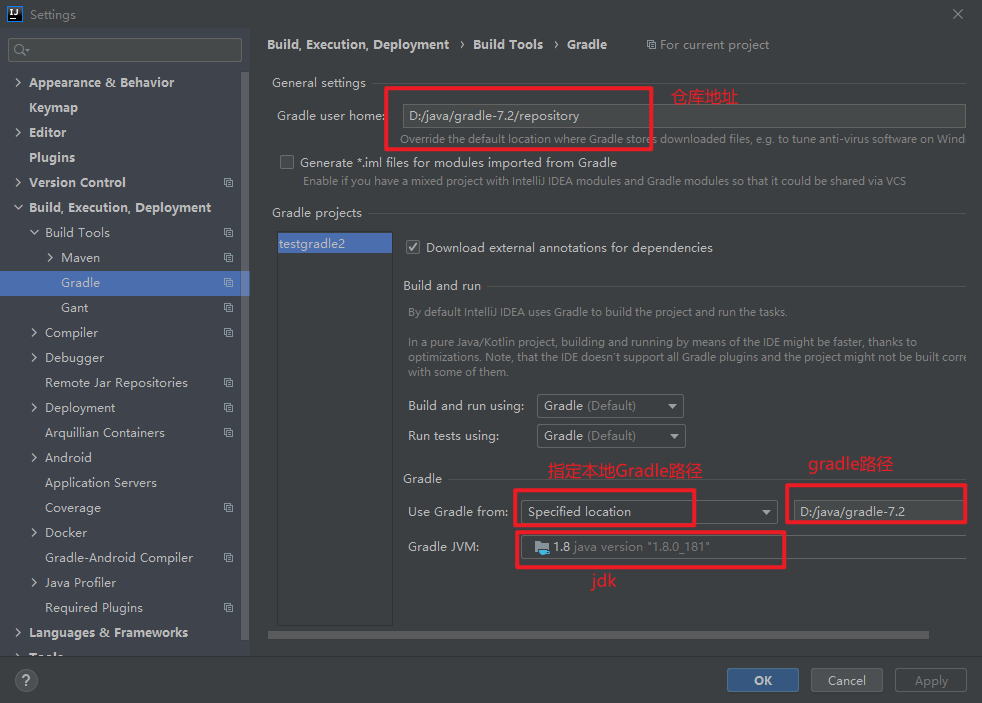 Settings
Appearance & Behavior
Keymap
Editor
Plugins
Version Control
Build, Execution, Deployment
Build Tools
Maven
Gradle
Gant
Compiler
Debugger
Remote Jar Repositories
Deployment
Arquillian Containers
Android
Application Servers
Coverage
Docker
Gradle-Android Compiler
Java Profiler
Required Plugins
Languages & Frameworks
Tools
Build, Execution, Deployment › Build Tools › Gradle For current project
General settings
仓库地址
Gradle user home: D:/java/gradle-7.2/repository
Override the default location where Gradle stores downloaded files, e.g. to tune anti-virus software on Wind
Generate *.iml files for modules imported from Gradle
Enable if you have a mixed project with IntelliJ IDEA modules and Gradle modules so that it could be shared via VCS
Gradle projects
testgradle2
Download external annotations for dependencies
Build and run
By default IntelliJ IDEA uses Gradle to build the project and run the tasks.
In a pure Java/Kotlin project, building and running by means of the IDE might be faster, thanks to
optimizations. Note, that the IDE doesn't support all Gradle plugins and the project might not be built corre
with some of them.
Build and run using: Gradle (Default)
Run tests using: Gradle (Default)
指定本地Gradle路径
gradle路径
Gradle
Use Gradle from: Specified location D:/java/gradle-7.2
Gradle JVM: 1.8 java version "1.8.0_181"
jdk
? OK Cancel Apply